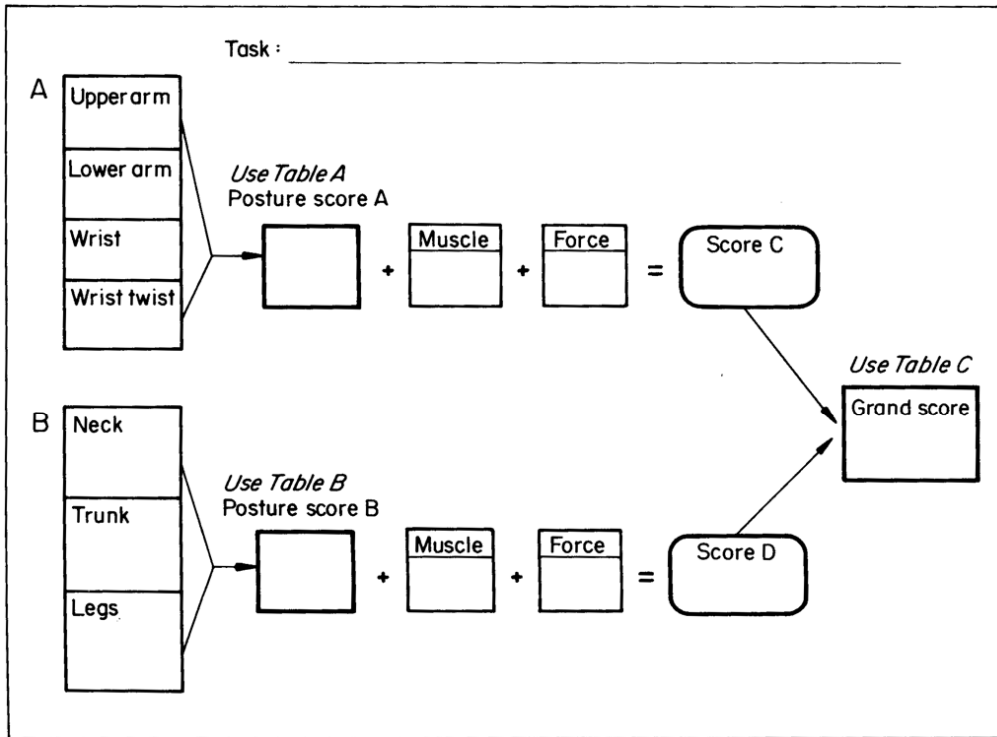 Task :
A
Upper arm
Lower arm
Wrist
Wrist twist
Use Table A
Posture score A
+
Muscle
+
Force
=
Score C
Use Table C
Grand score
B
Neck
Trunk
Legs
Use Table B
Posture score B
+
Muscle
+
Force
=
Score D